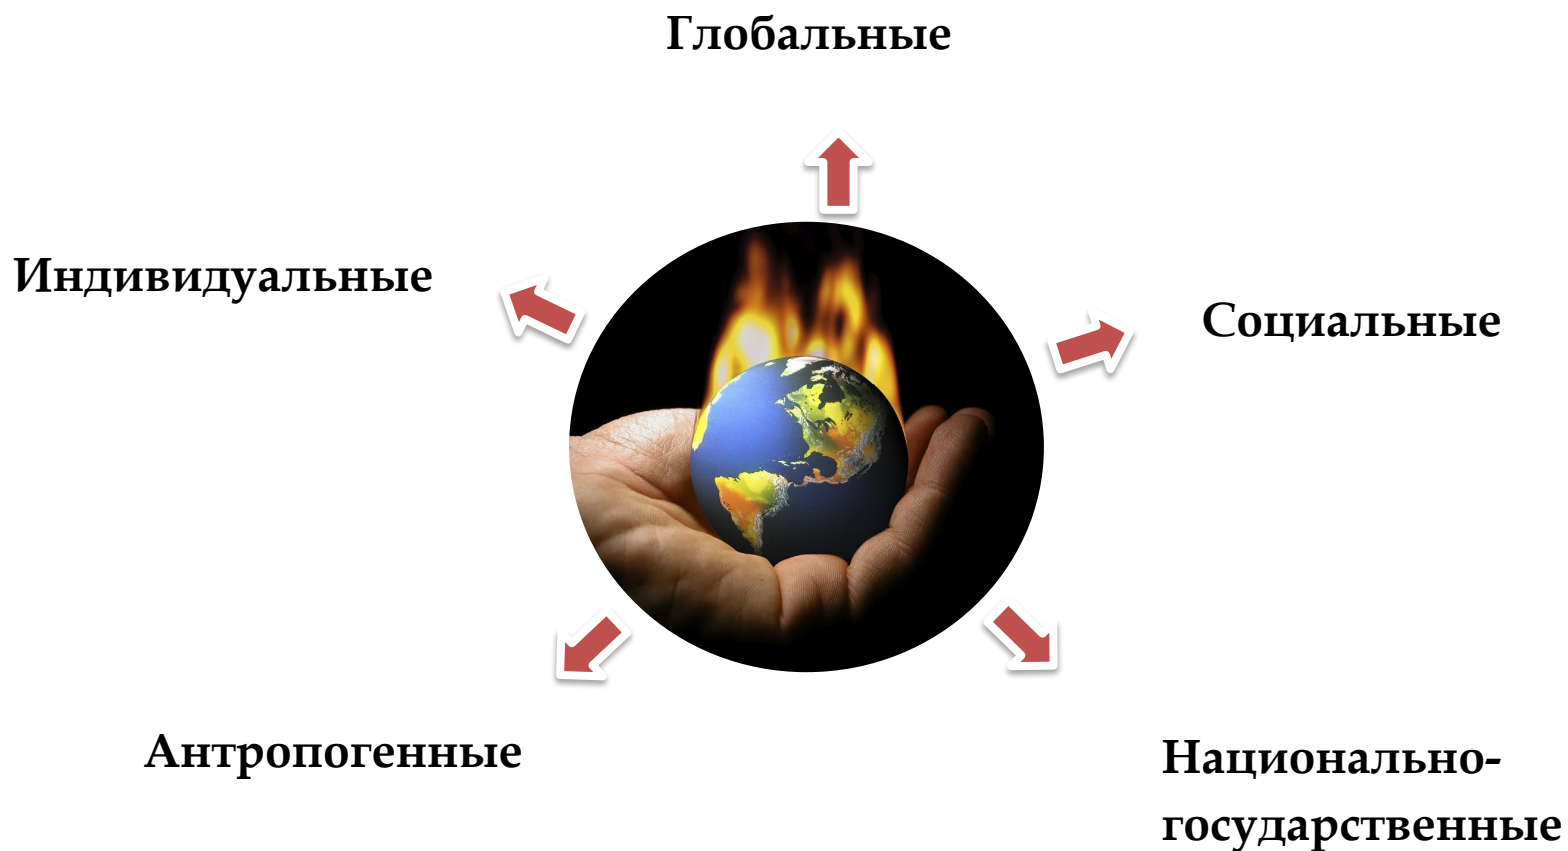 Глобальные
Индивидуальные
Социальные
Антропогенные
Национально-
государственные